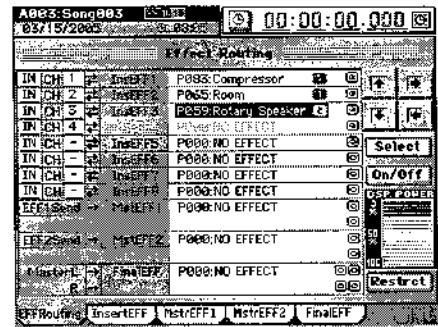 A003:Song003
03/15/2005
00:00:00.000
Effect Routing
IN CH 1 InsEFF1 P083:Compressor
IN CH 2 InsEFF2 P065:Room
IN CH 3 InsEFF3 P059:Rotary Speaker
IN CH 4 NO EFFECT
IN CH - InsEFF5 P000:NO EFFECT
IN CH - InsEFF6 P000:NO EFFECT
IN CH - InsEFF7 P000:NO EFFECT
IN CH - InsEFF8 P000:NO EFFECT
EFF1Send MstEFF1 P000:NO EFFECT
EFF2Send MstEFF2 P000:NO EFFECT
MasterL FinalEFF P000:NO EFFECT
R
Select
On/Off
DSP POWER
%
50
%
100
Restrct
EFFRouting InsertEFF MstrEFF1 MstrEFF2 FinalEFF